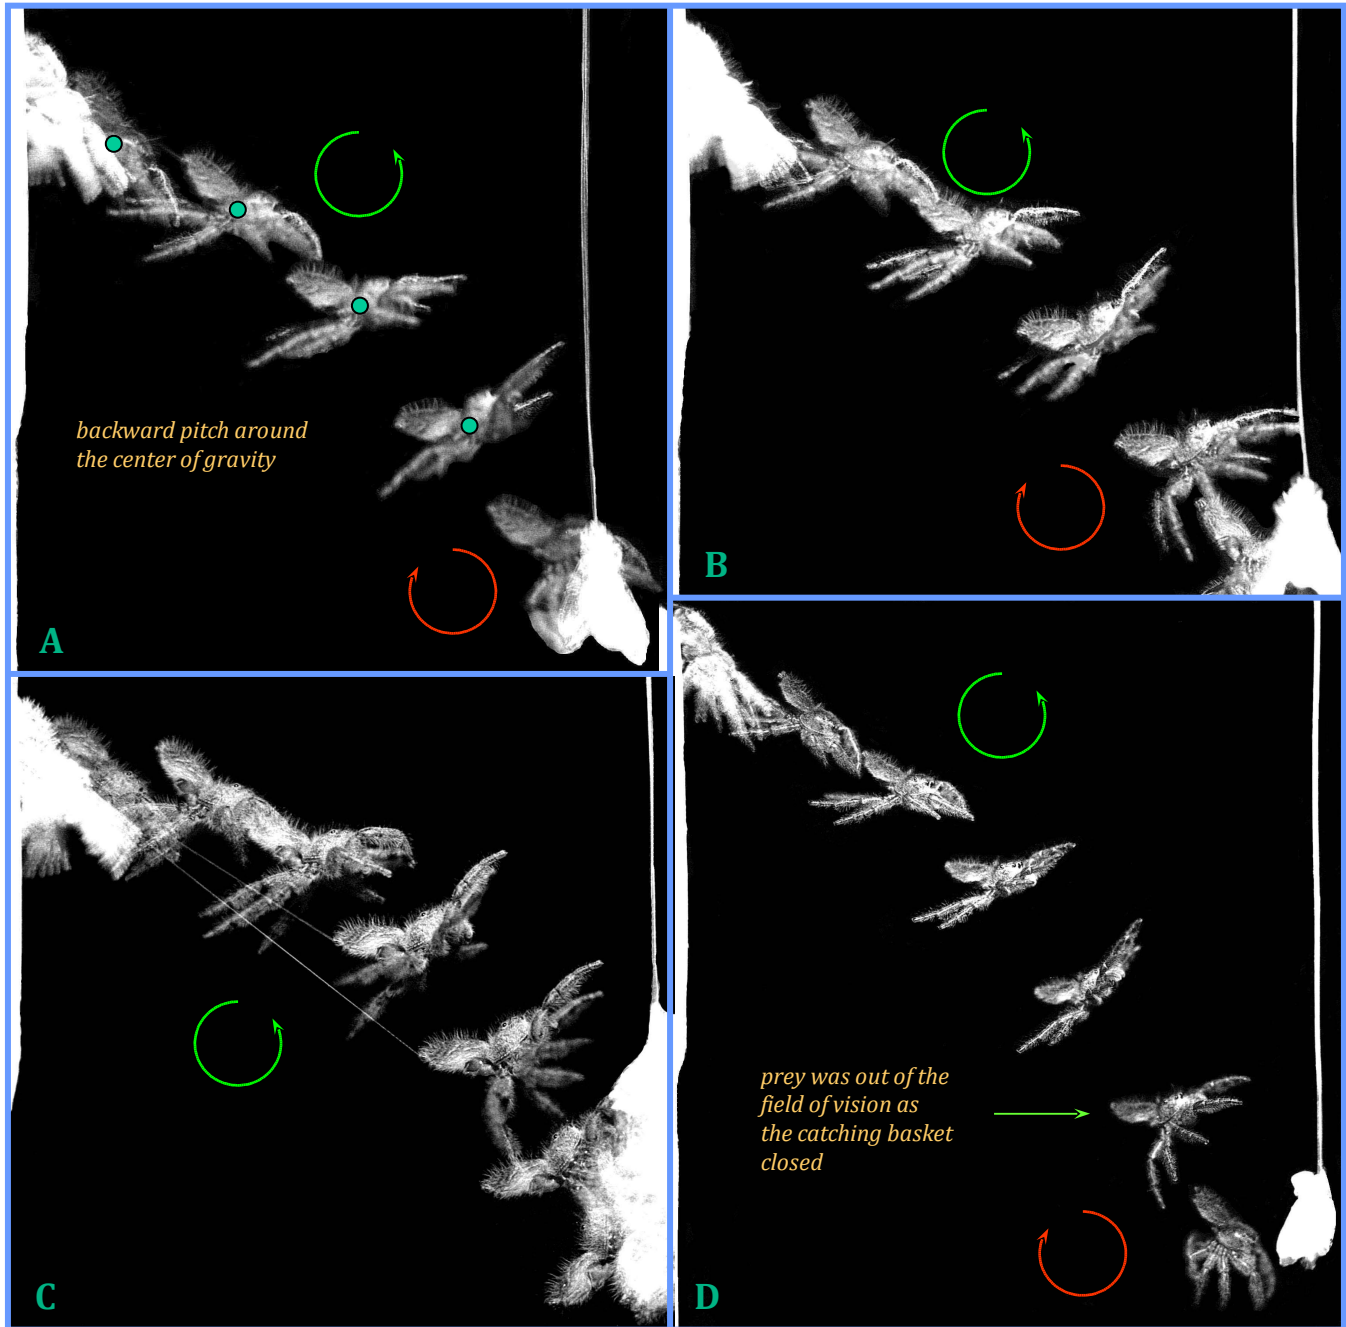 backward pitch around
the center of gravity
A
B
C
prey was out of the
field of vision as
the catching basket
closed
D